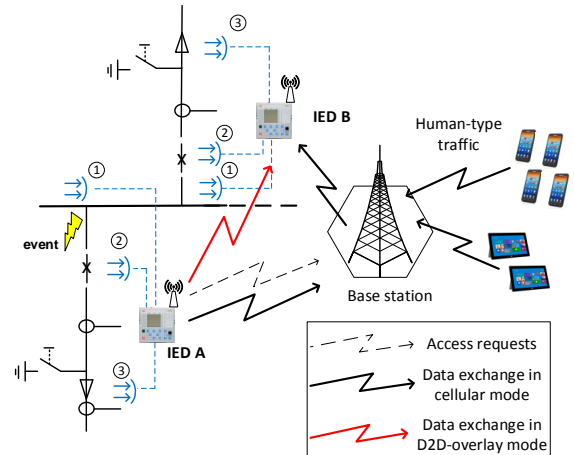 ③
②
①
IED B
Human-type
traffic
①
event
②
IED A
③
Base station
Access requests
Data exchange in
cellular mode
Data exchange in
D2D-overlay mode